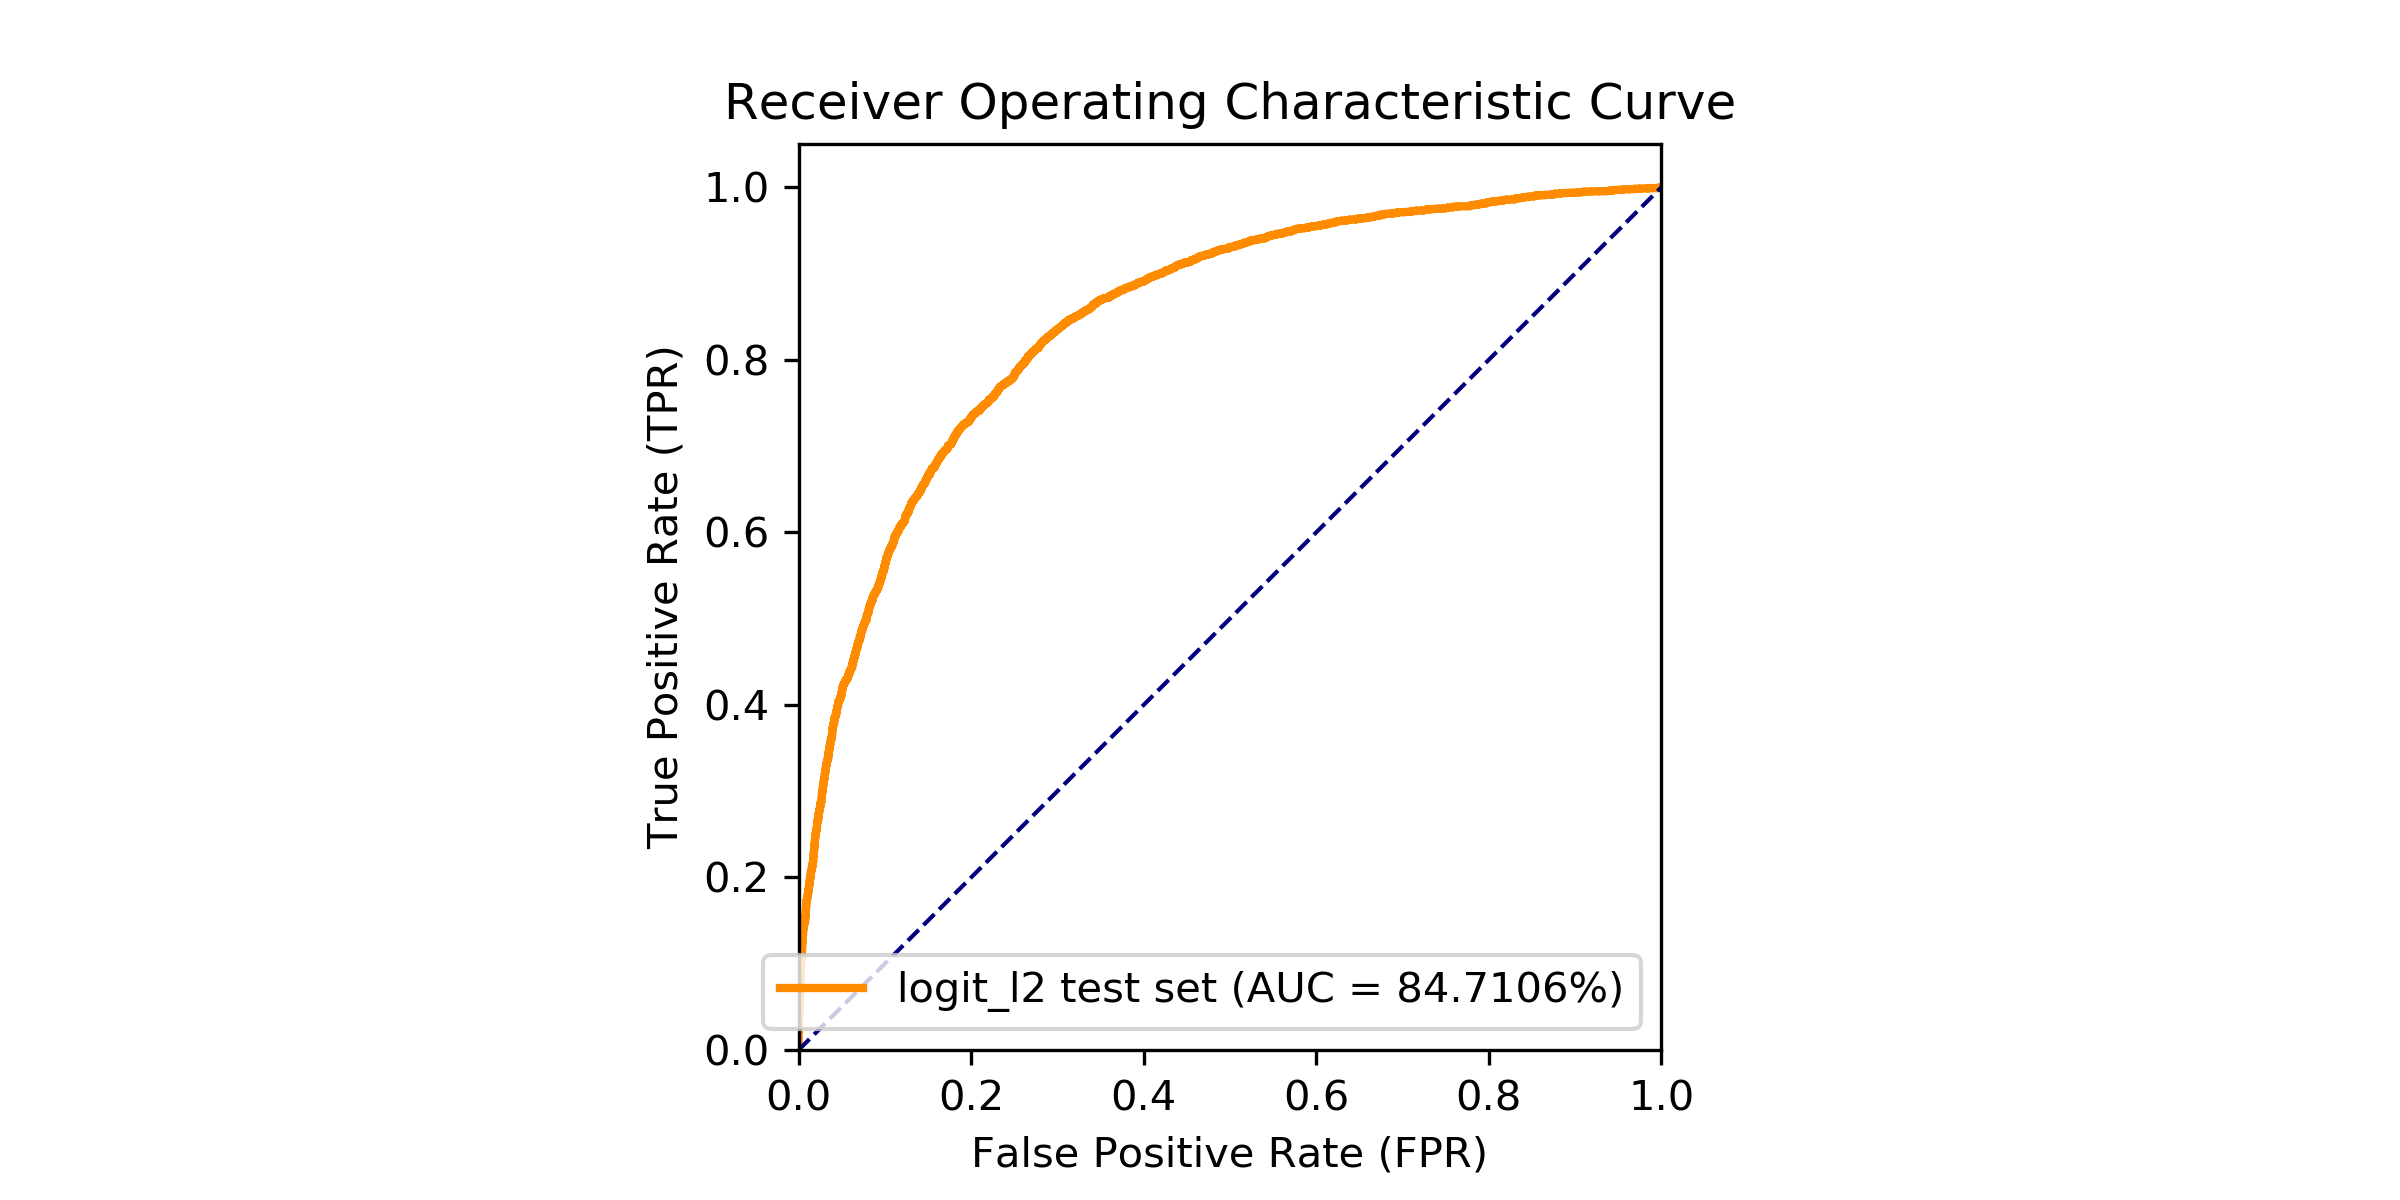 Receiver Operating Characteristic Curve
True Positive Rate (TPR)
1.0
0.8
0.6
0.4
0.2
0.0
logit_l2 test set (AUC = 84.7106%)
0.0 0.2 0.4 0.6 0.8 1.0
False Positive Rate (FPR)